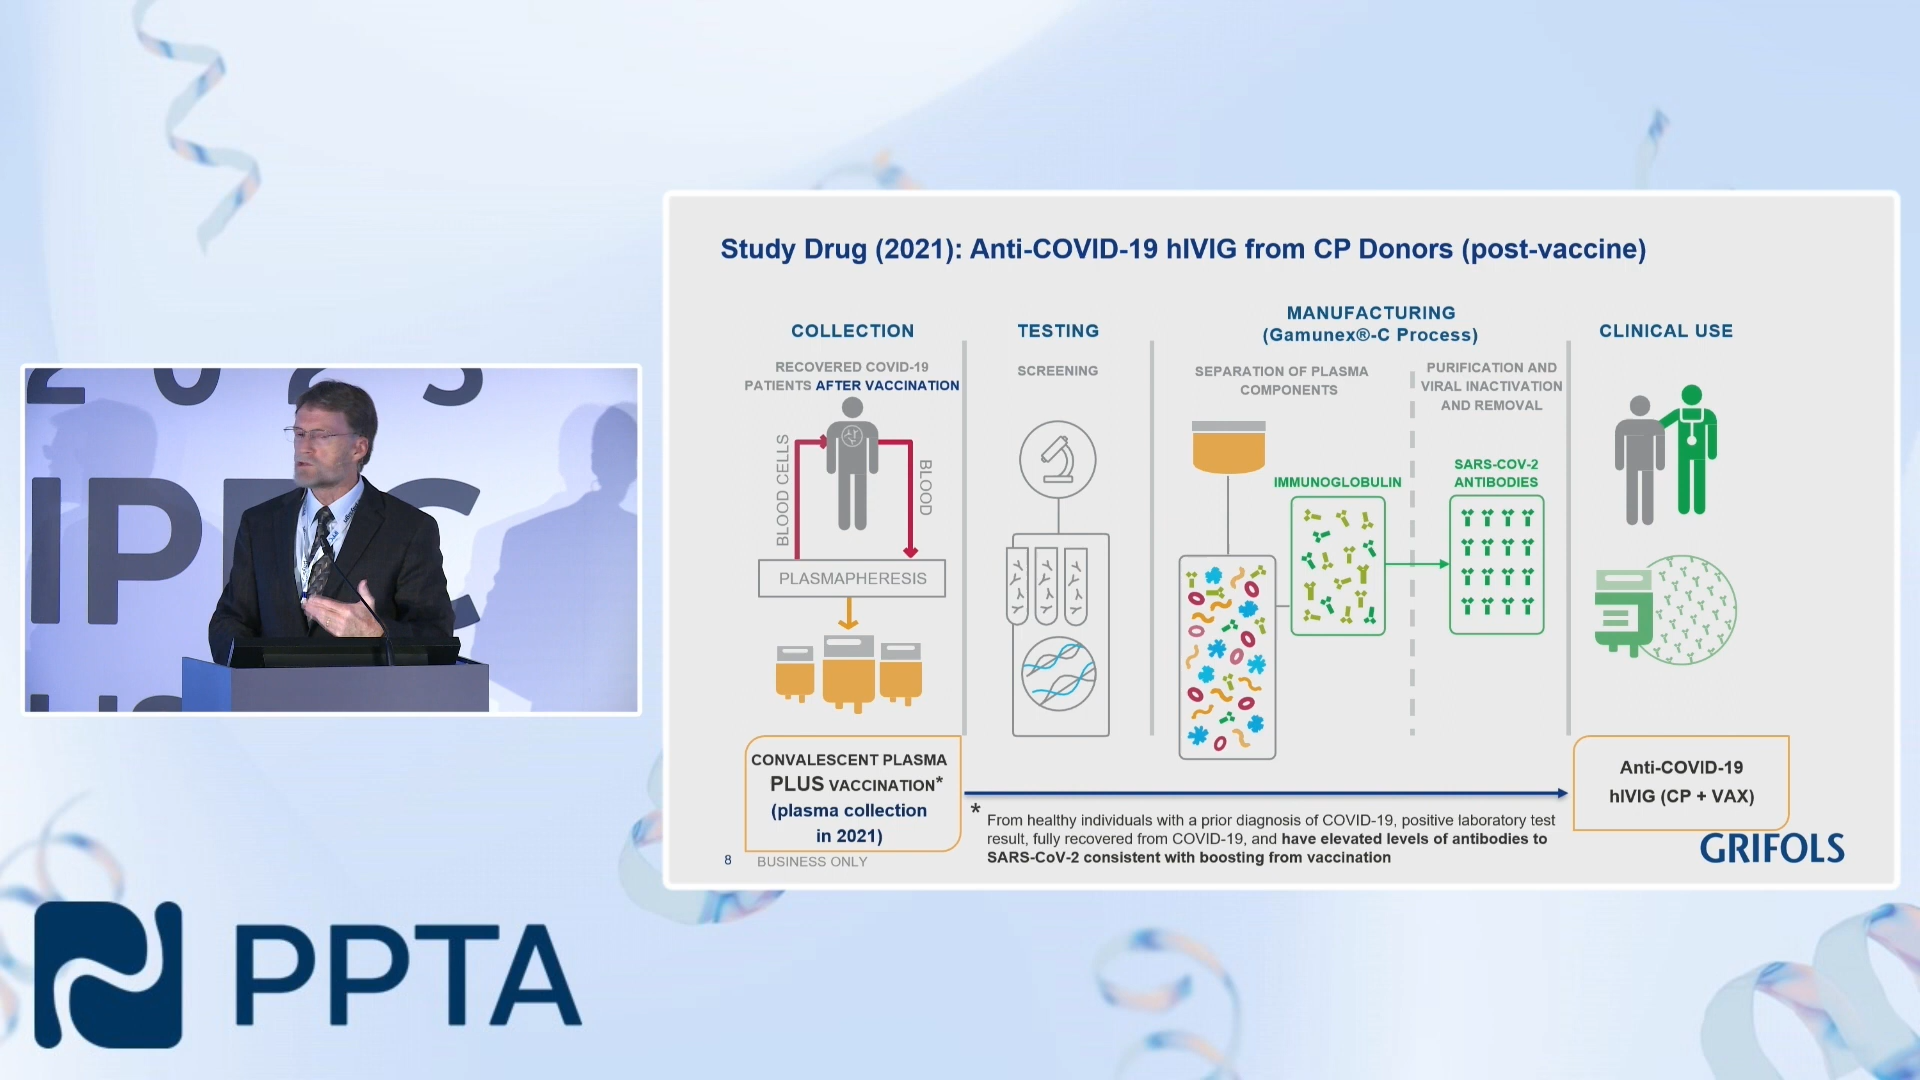 Study Drug (2021): Anti-COVID-19 hIVIG from CP Donors (post-vaccine)
COLLECTION
RECOVERED COVID-19
PATIENTS AFTER VACCINATION
BLOOD CELLS
BLOOD
PLASMAPHERESIS
CONVALESCENT PLASMA
PLUS VACCINATION*
(plasma collection
in 2021)
TESTING
SCREENING
MANUFACTURING
(Gamunex®-C Process)
SEPARATION OF PLASMA
COMPONENTS
IMMUNOGLOBULIN
PURIFICATION AND
VIRAL INACTIVATION
AND REMOVAL
SARS-COV-2
ANTIBODIES
CLINICAL USE
Anti-COVID-19
hIVIG (CP + VAX)
* From healthy individuals with a prior diagnosis of COVID-19, positive laboratory test
result, fully recovered from COVID-19, and have elevated levels of antibodies to
SARS-CoV-2 consistent with boosting from vaccination
8 BUSINESS ONLY
GRIFOLS
PPTA